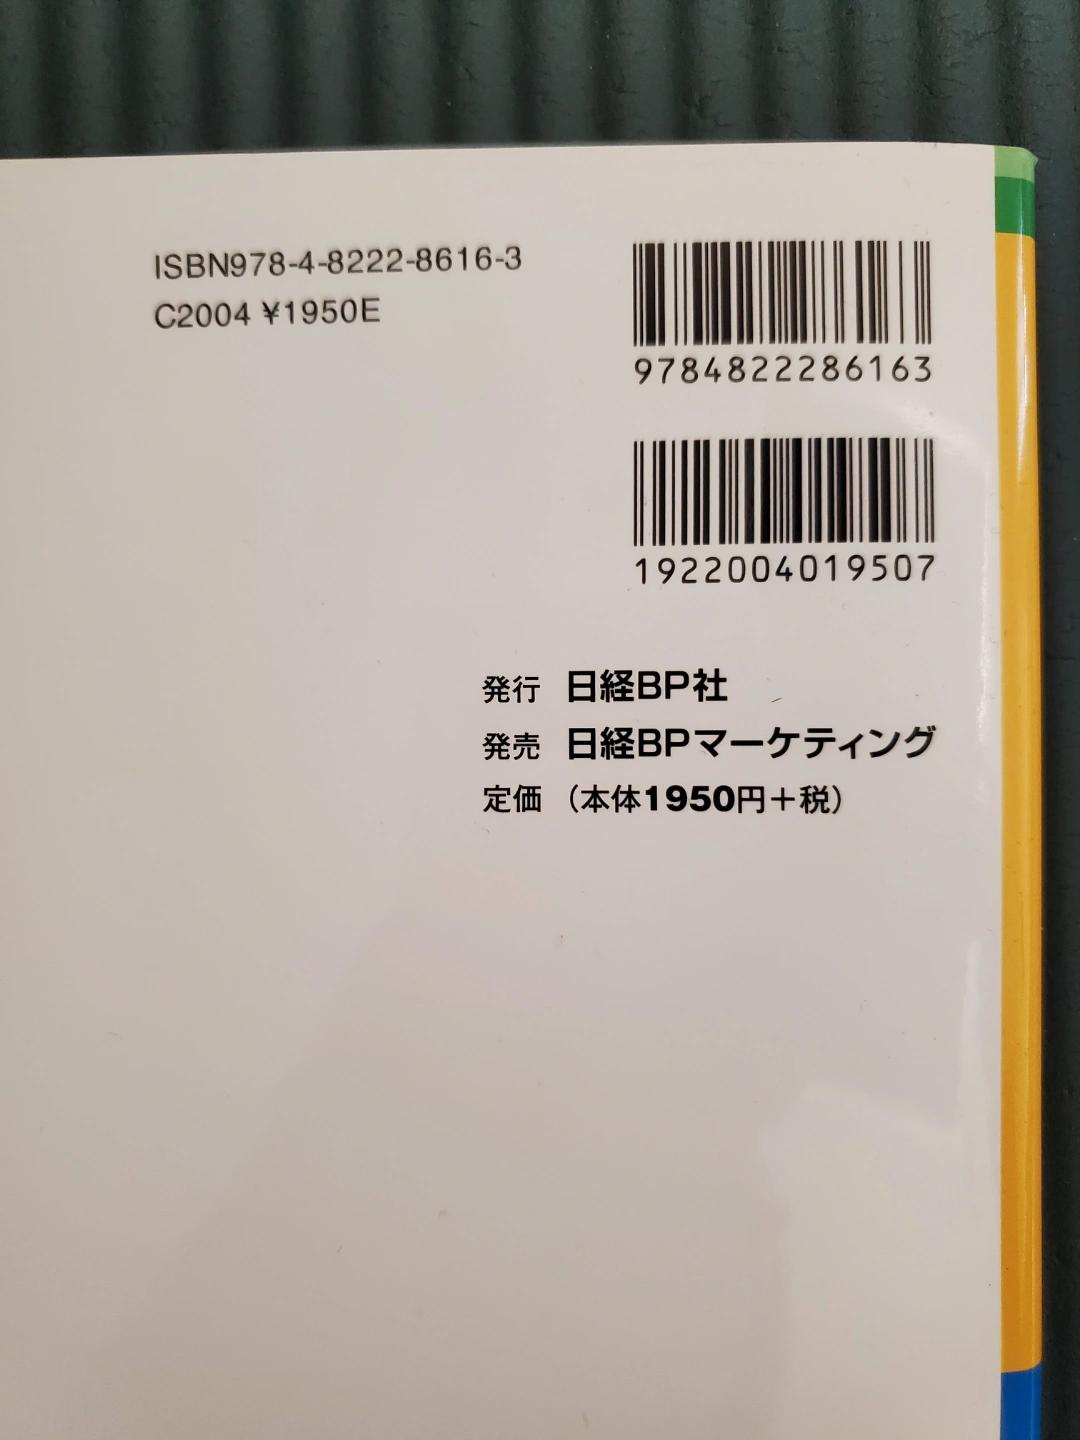 ISBN978-4-8222-8616-3
C2004 ¥1950E
9784822286163
1922004019507
発行 日経BP社
発売 日経BPマーケティング
定価 (本体1950円+税)